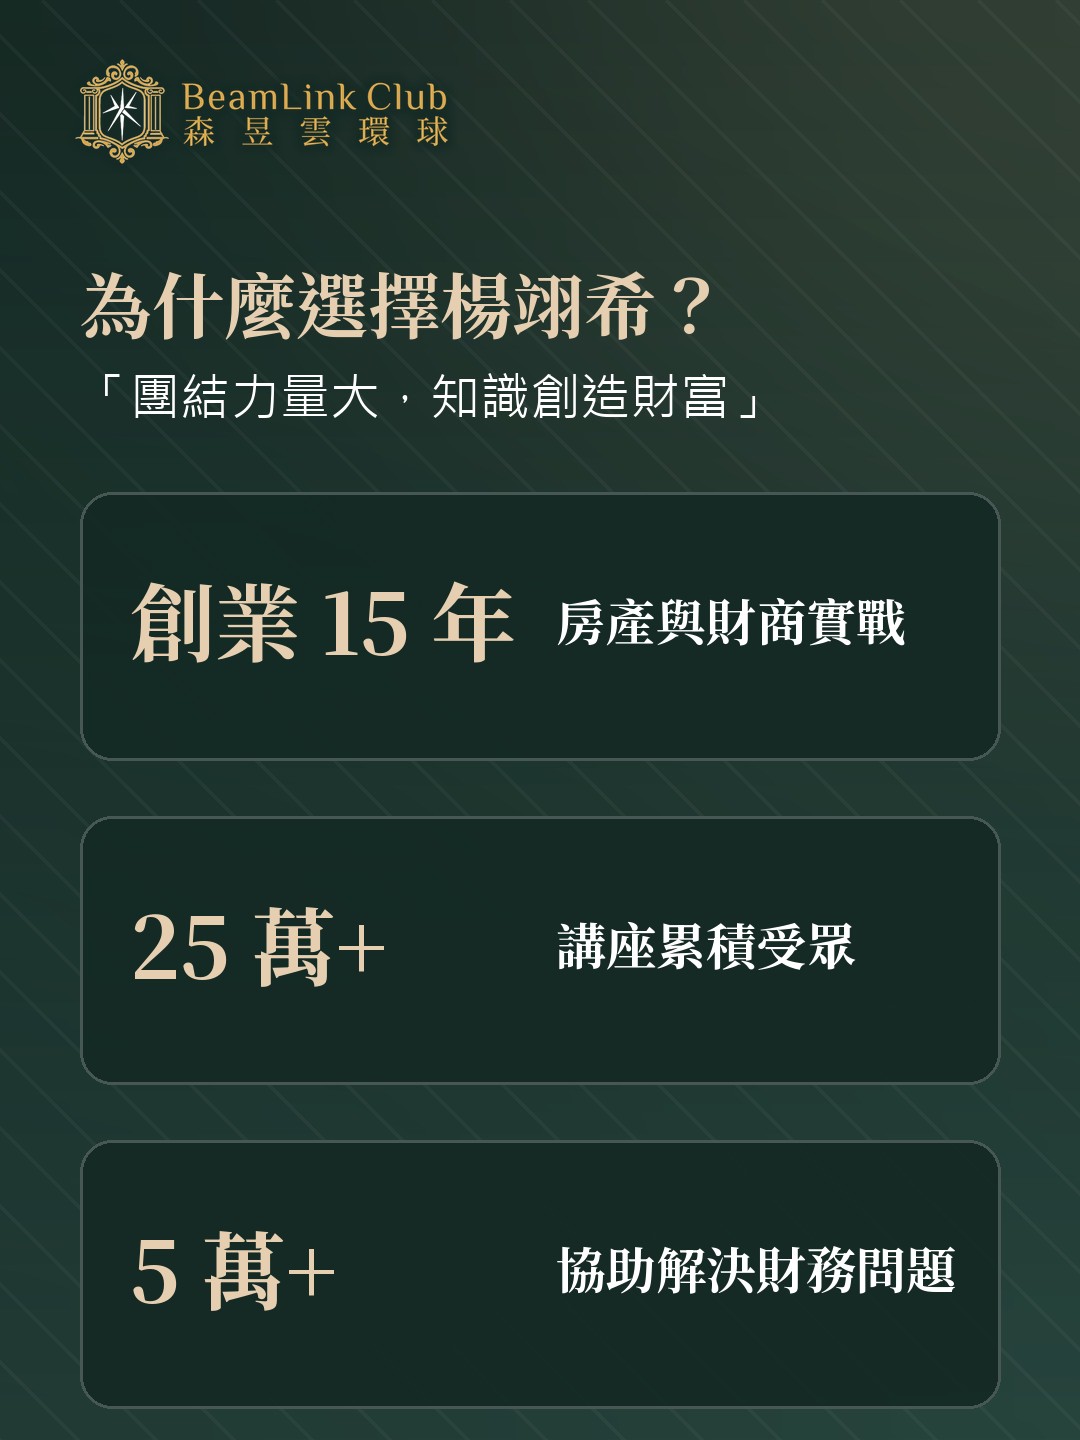 BeamLink Club
森昱雲環球
為什麼選擇楊翊希？
「團結力量大，知識創造財富」
創業 15 年 房產與財商實戰
25 萬+ 講座累積受眾
5 萬+ 協助解決財務問題